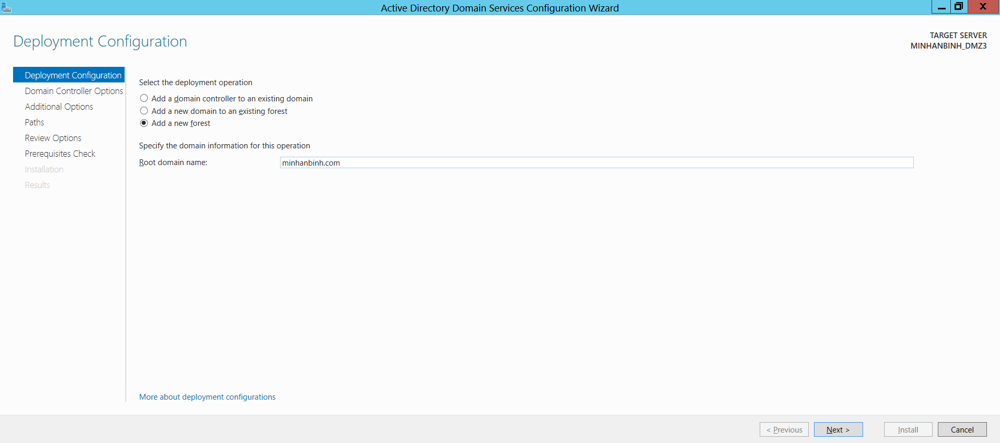 Active Directory Domain Services Configuration Wizard
Deployment Configuration
TARGET SERVER
MINHANBINH_DMZ3
Deployment Configuration
Domain Controller Options
Additional Options
Paths
Review Options
Prerequisites Check
Installation
Results
Select the deployment operation
Add a domain controller to an existing domain
Add a new domain to an existing forest
Add a new forest
Specify the domain information for this operation
Root domain name: minhanbinh.com
More about deployment configurations
< Previous Next > Install Cancel